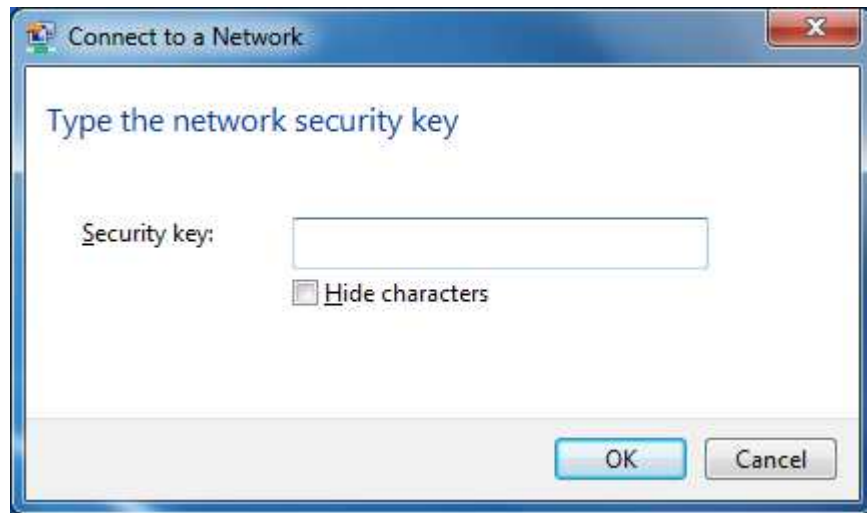 Connect to a Network
Type the network security key
Security key:
Hide characters
OK Cancel